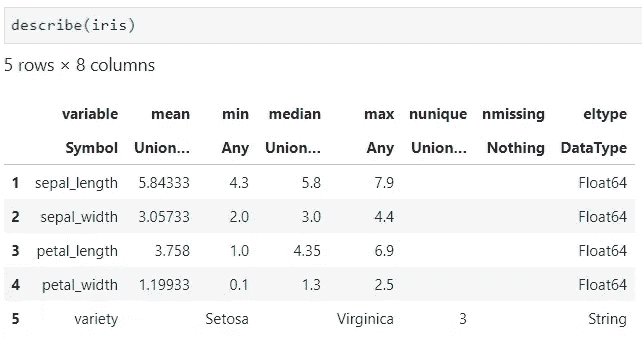 describe(iris)
5 rows × 8 columns
variable mean min median max nunique nmissing eltype
Symbol Union... Any Union... Any Union... Nothing DataType
1 sepal_length 5.84333 4.3 5.8 7.9 Float64
2 sepal_width 3.05733 2.0 3.0 4.4 Float64
3 petal_length 3.758 1.0 4.35 6.9 Float64
4 petal_width 1.19933 0.1 1.3 2.5 Float64
5 variety Setosa Virginica 3 String